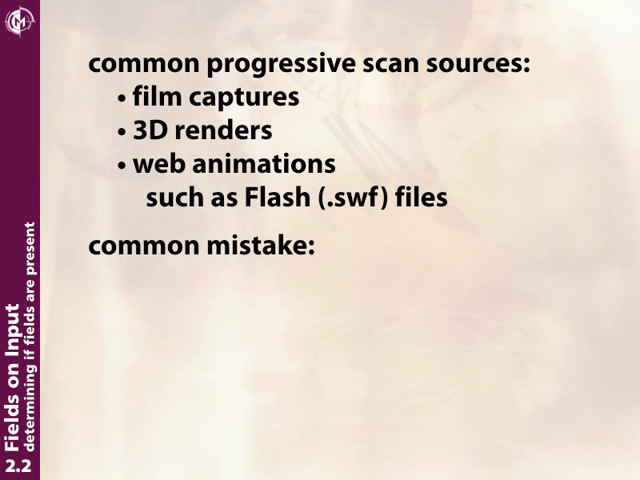 common progressive scan sources:
• film captures
• 3D renders
• web animations
such as Flash (.swf) files
common mistake:
2.2 Fields on Input
determining if fields are present